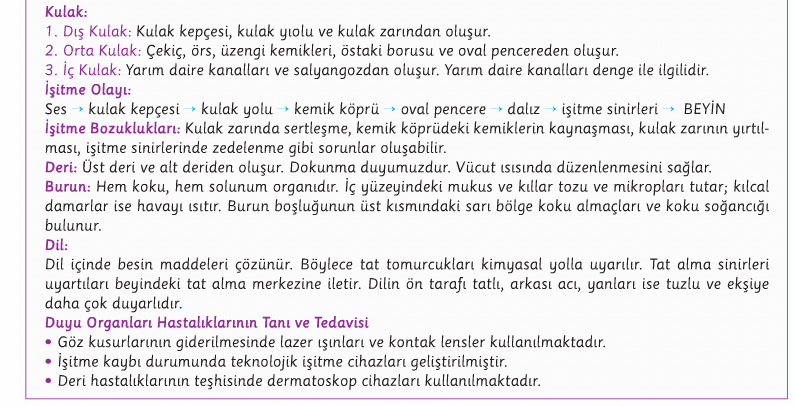 Kulak:
1. Dış Kulak: Kulak kepçesi, kulak yıolu ve kulak zarından oluşur.
2. Orta Kulak: Çekiç, örs, üzengi kemikleri, östaki borusu ve oval pencereden oluşur.
3. İç Kulak: Yarım daire kanalları ve salyangozdan oluşur. Yarım daire kanalları denge ile ilgilidir.
İşitme Olayı:
Ses → kulak kepçesi → kulak yolu → kemik köprü → oval pencere → dalız → işitme sinirleri → BEYİN
İşitme Bozuklukları: Kulak zarında sertleşme, kemik köprüdeki kemiklerin kaynaşması, kulak zarının yırtıl-
ması, işitme sinirlerinde zedelenme gibi sorunlar oluşabilir.
Deri: Üst deri ve alt deriden oluşur. Dokunma duyumuzdur. Vücut ısısında düzenlenmesini sağlar.
Burun: Hem koku, hem solunum organıdır. İç yüzeyindeki mukus ve kıllar tozu ve mikropları tutar; kılcal
damarlar ise havayı ısıtır. Burun boşluğunun üst kısmındaki sarı bölge koku almaçları ve koku soğancığı
bulunur.
Dil:
Dil içinde besin maddeleri çözünür. Böylece tat tomurcukları kimyasal yolla uyarılır. Tat alma sinirleri
uyartıları beyindeki tat alma merkezine iletir. Dilin ön tarafı tatlı, arkası acı, yanları ise tuzlu ve ekşiye
daha çok duyarlıdır.
Duyu Organları Hastalıklarının Tanı ve Tedavisi
• Göz kusurlarının giderilmesinde lazer ışınları ve kontak lensler kullanılmaktadır.
• İşitme kaybı durumunda teknolojik işitme cihazları geliştirilmiştir.
• Deri hastalıklarının teşhisinde dermatoskop cihazları kullanılmaktadır.